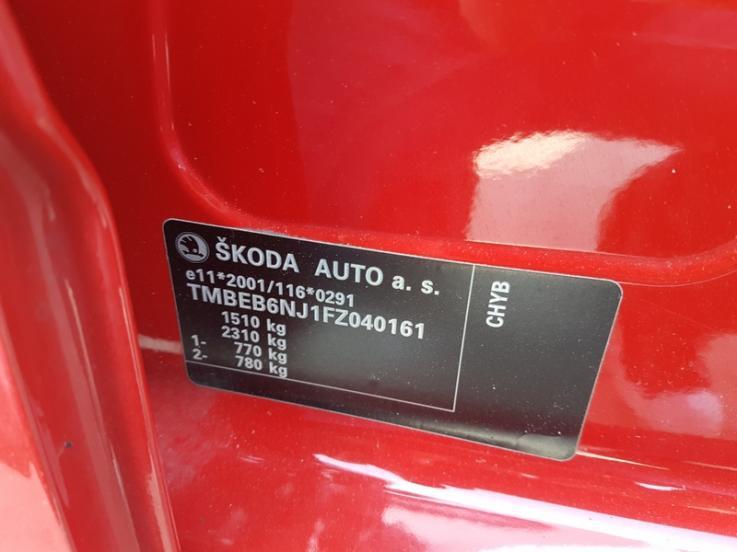 ŠKODA AUTO a. s.
e11*2001/116*0291
TMBEB6NJ1FZ040161
1510 kg
2310 kg
1- 770 kg
2- 780 kg
CHYB